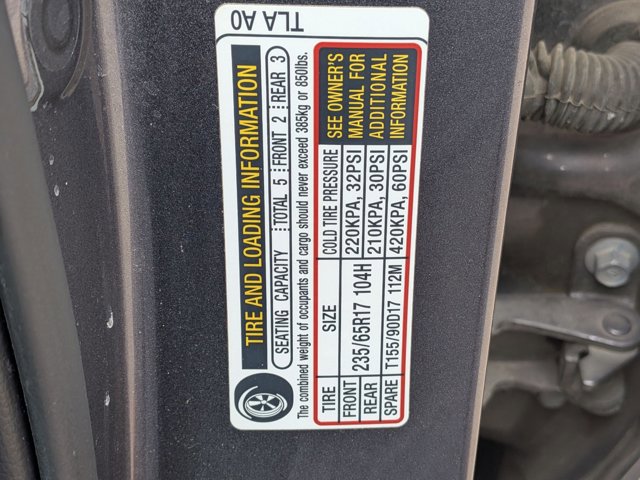 TLA A0
TIRE AND LOADING INFORMATION
SEATING CAPACITY TOTAL 5 FRONT 2 REAR 3
The combined weight of occupants and cargo should never exceed 385kg or 850lbs.
TIRE SIZE COLD TIRE PRESSURE
FRONT 235/65R17 104H 220KPA, 32PSI
REAR 210KPA, 30PSI
SPARE T155/90D17 112M 420KPA, 60PSI
SEE OWNER'S
MANUAL FOR
ADDITIONAL
INFORMATION